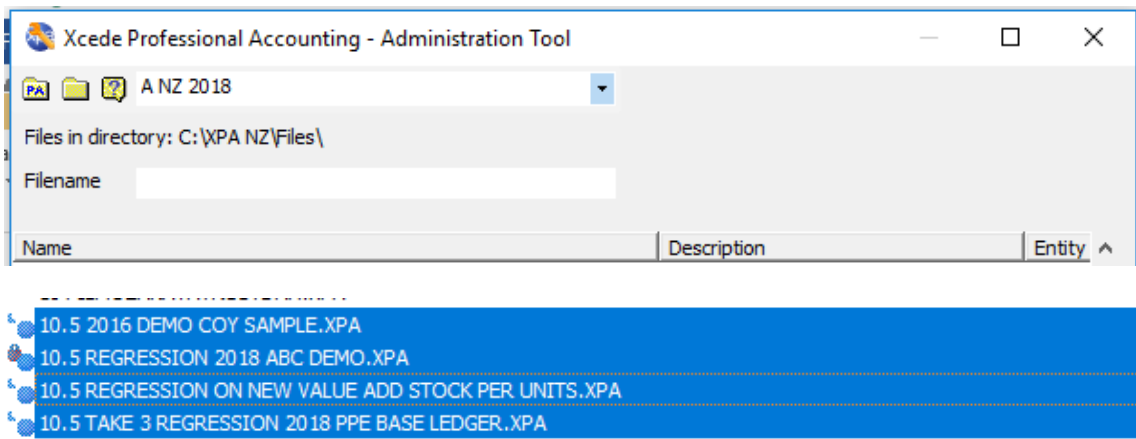 Xcede Professional Accounting - Administration Tool
A NZ 2018
Files in directory: C:\XPA NZ\Files\
Filename
Name Description Entity
10.5 2016 DEMO COY SAMPLE.XPA
10.5 REGRESSION 2018 ABC DEMO.XPA
10.5 REGRESSION ON NEW VALUE ADD STOCK PER UNITS.XPA
10.5 TAKE 3 REGRESSION 2018 PPE BASE LEDGER.XPA